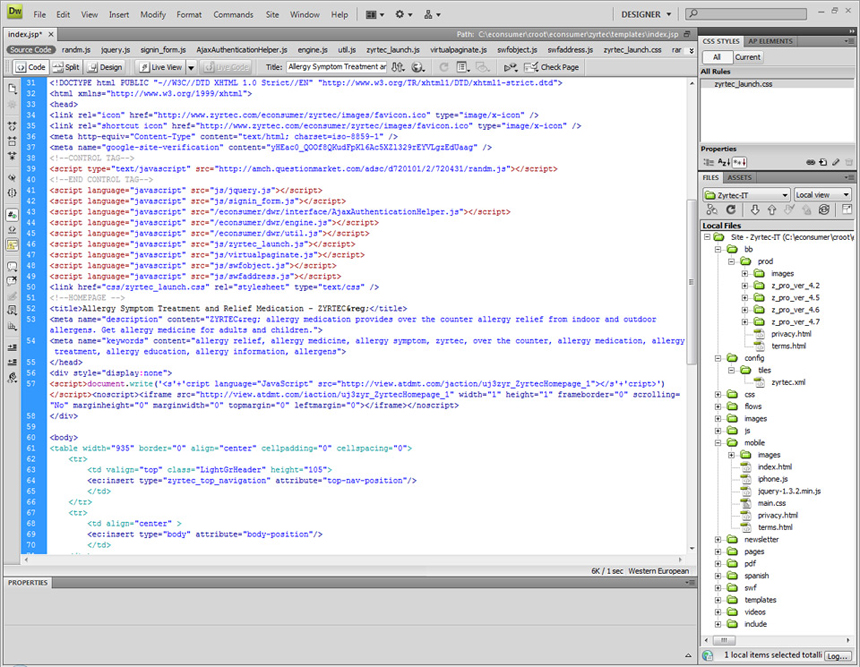 Dw File Edit View Insert Modify Format Commands Site Window Help DESIGNER
index.jsp* × Path: C:\econsumer\croot\econsumer\zyrtec\templates\index.jsp
Source Code randm.js jquery.js signin_form.js AjaxAuthenticationHelper.js engine.js util.js zyrtec_launch.js virtualpaginate.js swfobject.js swfaddress.js zyrtec_launch.css ran
Code Split Design Live View Live Code Title: Allergy Symptom Treatment ar Check Page
31 <!DOCTYPE html PUBLIC "-//W3C//DTD XHTML 1.0 Strict//EN" "http://www.w3.org/TR/xhtml1/DTD/xhtml1-strict.dtd">
32 <html xmlns="http://www.w3.org/1999/xhtml">
33 <head>
34 <link rel="icon" href="http://www.zyrtec.com/econsumer/zyrtec/images/favicon.ico" type="image/x-icon" />
35 <link rel="shortcut icon" href="http://www.zyrtec.com/econsumer/zyrtec/images/favicon.ico" type="image/x-icon" />
36 <meta http-equiv="Content-Type" content="text/html; charset=iso-8859-1" />
37 <meta name="google-site-verification" content="yHEac0_QOOf8QKudFpKl6Ac5XZl329rEYVLgzEdUaag" />
38 <!--CONTROL TAG-->
39 <script type="text/javascript" src="http://amch.questionmarket.com/adsc/d720101/2/720431/randm.js"></script>
40 <!--END CONTROL TAG-->
41 <script language="javascript" src="js/jquery.js"></script>
42 <script language="javascript" src="js/signin_form.js"></script>
43 <script language="javascript" src="/econsumer/dwr/interface/AjaxAuthenticationHelper.js"></script>
44 <script language="javascript" src="/econsumer/dwr/engine.js"></script>
45 <script language="javascript" src="/econsumer/dwr/util.js"></script>
46 <script language="javascript" src="js/zyrtec_launch.js"></script>
47 <script language="javascript" src="js/virtualpaginate.js"></script>
48 <script language="javascript" src="js/swfobject.js"></script>
49 <script language="javascript" src="js/swfaddress.js"></script>
50 <link href="css/zyrtec_launch.css" rel="stylesheet" type="text/css" />
51 <!--HOMEPAGE -->
52 <title>Allergy Symptom Treatment and Relief Medication - ZYRTEC&reg;</title>
53 <meta name="description" content="ZYRTEC&reg; allergy medication provides over the counter allergy relief from indoor and outdoor
allergens. Get allergy medicine for adults and children.">
54 <meta name="keywords" content="allergy relief, allergy medicine, allergy symptom, zyrtec, over the counter, allergy medication, allergy
treatment, allergy education, allergy information, allergens">
55 </head>
56 <div style="display:none">
57 <script>document.write('<s'+'cript language="JavaScript" src="http://view.atdmt.com/jaction/uj3zyr_ZyrtecHomepage_1"></s'+'cript>')
</script><noscript><iframe src="http://view.atdmt.com/iaction/uj3zyr_ZyrtecHomepage_1" width="1" height="1" frameborder="0" scrolling=
"No" marginheight="0" marginwidth="0" topmargin="0" leftmargin="0"></iframe></noscript>
58 </div>
59
60 <body>
61 <table width="935" border="0" align="center" cellpadding="0" cellspacing="0">
62 <tr>
63 <td valign="top" class="LightGrHeader" height="105">
64 <ec:insert type="zyrtec_top_navigation" attribute="top-nav-position"/>
65 </td>
66 </tr>
67 <tr>
68 <td align="center" >
69 <ec:insert type="body" attribute="body-position"/>
70 </td>
6K / 1 sec Western European
PROPERTIES
CSS STYLES AP ELEMENTS
All Current
All Rules
zyrtec_launch.css
Properties
FILES ASSETS
Zyrtec-IT Local view
Local Files
Site - Zyrtec-IT (C:\econsumer\croot\
bb
prod
images
z_pro_ver_4.2
z_pro_ver_4.5
z_pro_ver_4.6
z_pro_ver_4.7
privacy.html
terms.html
config
tiles
zyrtec.xml
css
flows
images
js
mobile
images
index.html
iphone.js
jquery-1.3.2.min.js
main.css
privacy.html
terms.html
newsletter
pages
pdf
spanish
swf
templates
videos
include
1 local items selected totalli Log...